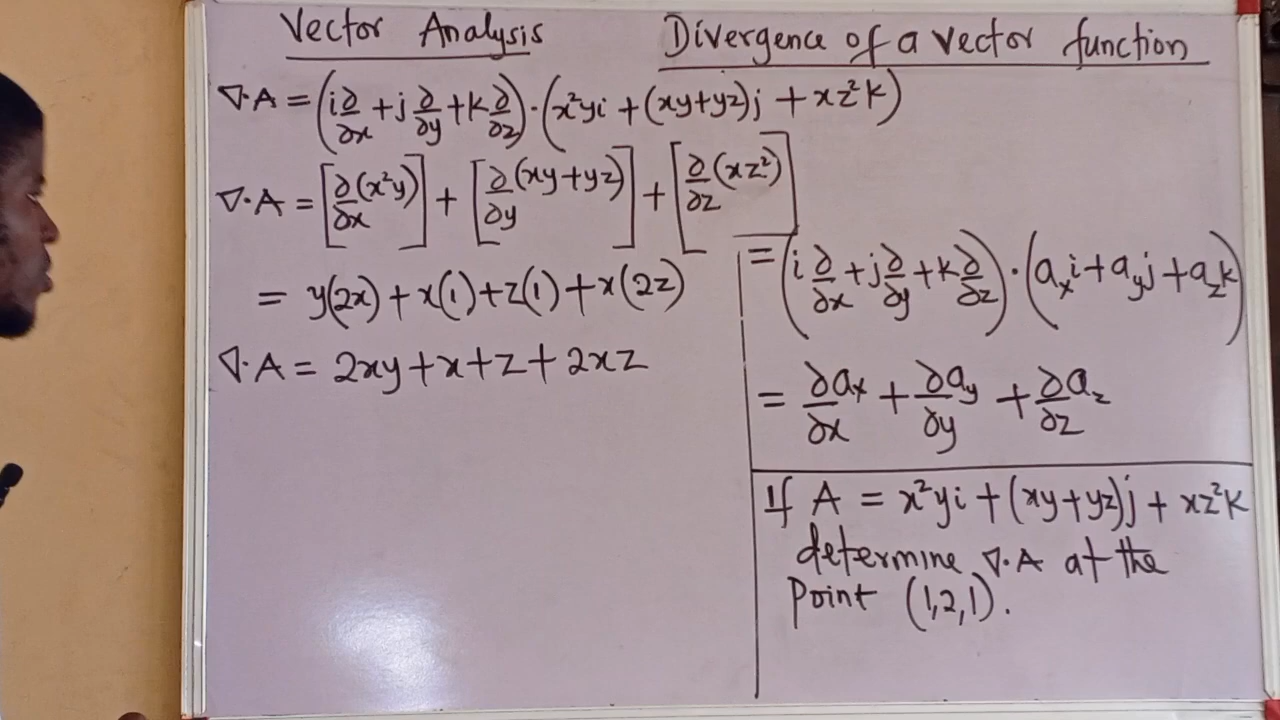 Vector Analysis
Divergence of a vector function
∇·A = (i∂/∂x + j∂/∂y + k∂/∂z)·(x²yi + (xy+yz)j + xz²k)
∇·A = [∂/∂x(x²y)] + [∂/∂y(xy+yz)] + [∂/∂z(xz²)]
= y(2x) + x(1) + z(1) + x(2z)
∇·A = 2xy + x + z + 2xz
= (i∂/∂x + j∂/∂y + k∂/∂z)·(aₓi + a_yj + a_zk)
= ∂aₓ/∂x + ∂a_y/∂y + ∂a_z/∂z
If A = x²yi + (xy+yz)j + xz²k
determine ∇·A at the
Point (1,2,1).